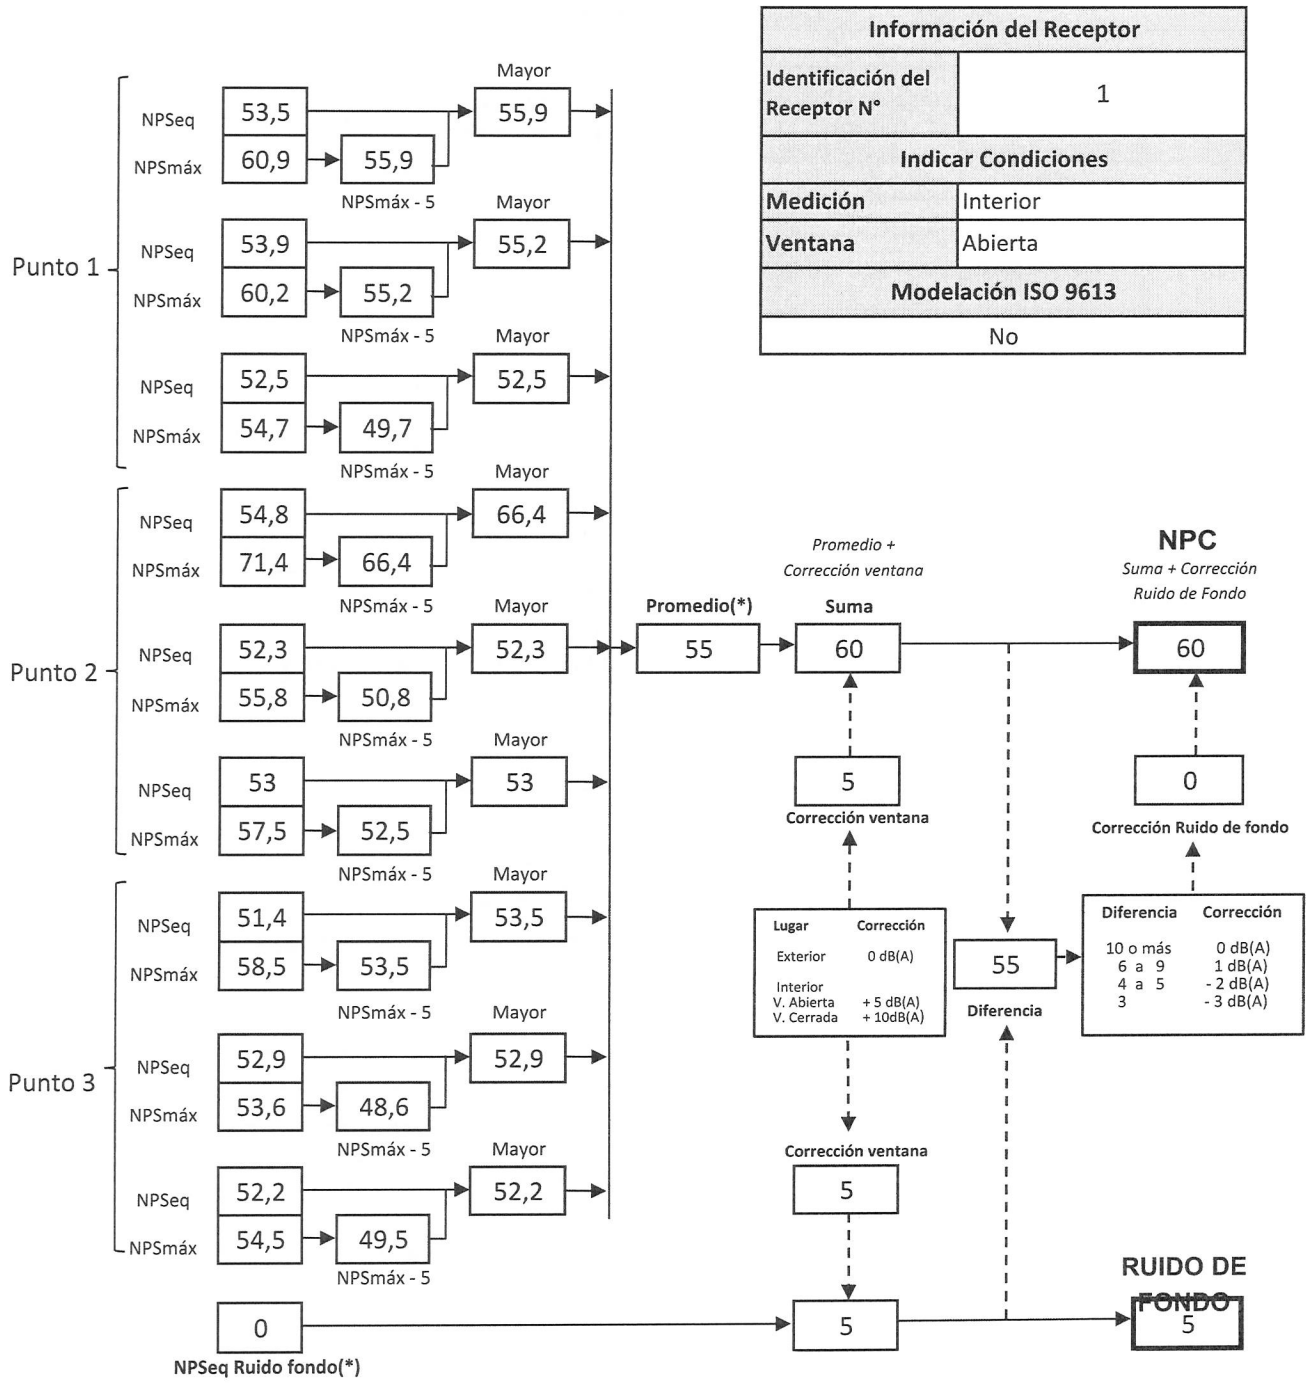 Información del Receptor
Identificación del
Receptor N°
1
Indicar Condiciones
Medición Interior
Ventana Abierta
Modelación ISO 9613
No
Punto 1
Mayor
NPSeq 53,5 55,9
NPSmáx 60,9 55,9
NPSmáx - 5
Mayor
NPSeq 53,9 55,2
NPSmáx 60,2 55,2
NPSmáx - 5
Mayor
NPSeq 52,5 52,5
NPSmáx 54,7 49,7
NPSmáx - 5
Punto 2
Mayor
NPSeq 54,8 66,4
NPSmáx 71,4 66,4
NPSmáx - 5
Mayor
NPSeq 52,3 52,3
NPSmáx 55,8 50,8
NPSmáx - 5
Mayor
NPSeq 53 53
NPSmáx 57,5 52,5
NPSmáx - 5
Punto 3
Mayor
NPSeq 51,4 53,5
NPSmáx 58,5 53,5
NPSmáx - 5
Mayor
NPSeq 52,9 52,9
NPSmáx 53,6 48,6
NPSmáx - 5
Mayor
NPSeq 52,2 52,2
NPSmáx 54,5 49,5
NPSmáx - 5
0
NPSeq Ruido fondo(*)
Promedio(*)
55
Promedio +
Corrección ventana
Suma
60
5
Corrección ventana
Lugar Corrección
Exterior 0 dB(A)
Interior
V. Abierta + 5 dB(A)
V. Cerrada + 10dB(A)
Corrección ventana
5
5
55
Diferencia
NPC
Suma + Corrección
Ruido de Fondo
60
0
Corrección Ruido de fondo
Diferencia Corrección
10 o más 0 dB(A)
6 a 9 1 dB(A)
4 a 5 - 2 dB(A)
3 - 3 dB(A)
RUIDO DE
FONDO
5